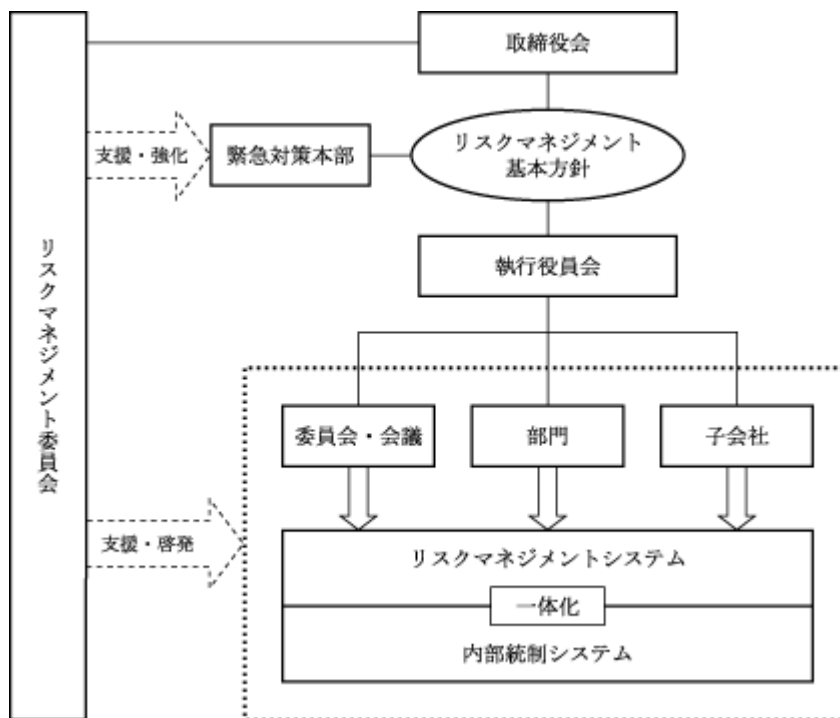 取締役会
支援・強化
緊急対策本部
リスクマネジメント
基本方針
執行役員会
リスクマネジメント委員会
委員会・会議
部門
子会社
支援・啓発
リスクマネジメントシステム
一体化
内部統制システム